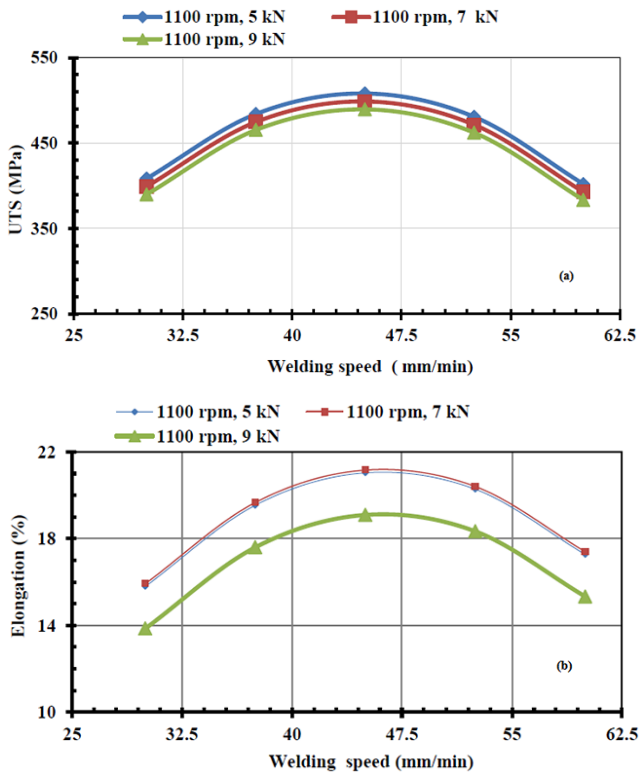 1100 rpm, 5 kN
1100 rpm, 7 kN
1100 rpm, 9 kN
550
450
350
250
UTS (MPa)
(a)
25 32.5 40 47.5 55 62.5
Welding speed ( mm/min)
1100 rpm, 5 kN
1100 rpm, 7 kN
1100 rpm, 9 kN
22
18
14
10
Elongation (%)
(b)
25 32.5 40 47.5 55 62.5
Welding speed (mm/min)